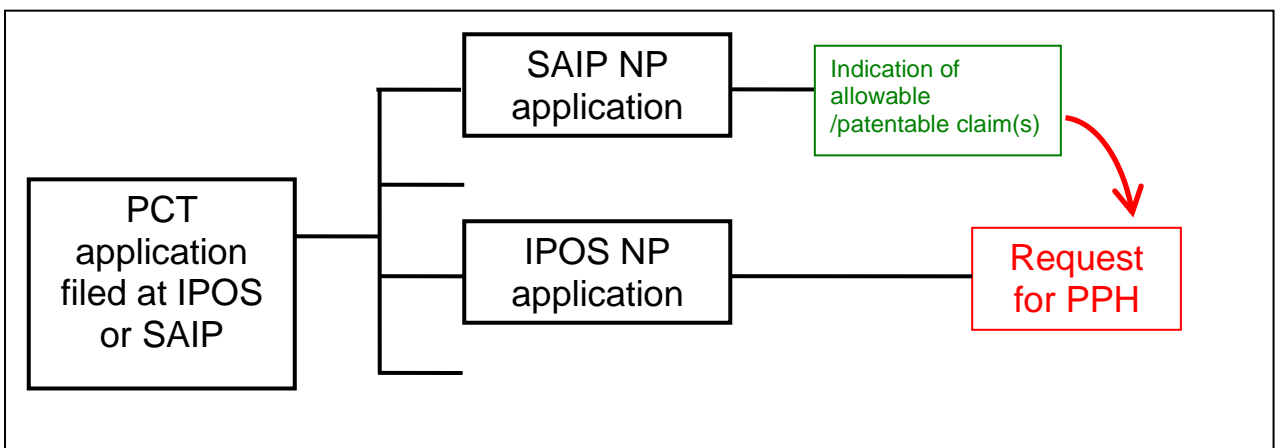 SAIP NP
application
Indication of
allowable
/patentable claim(s)
PCT
application
filed at IPOS
or SAIP
IPOS NP
application
Request
for PPH